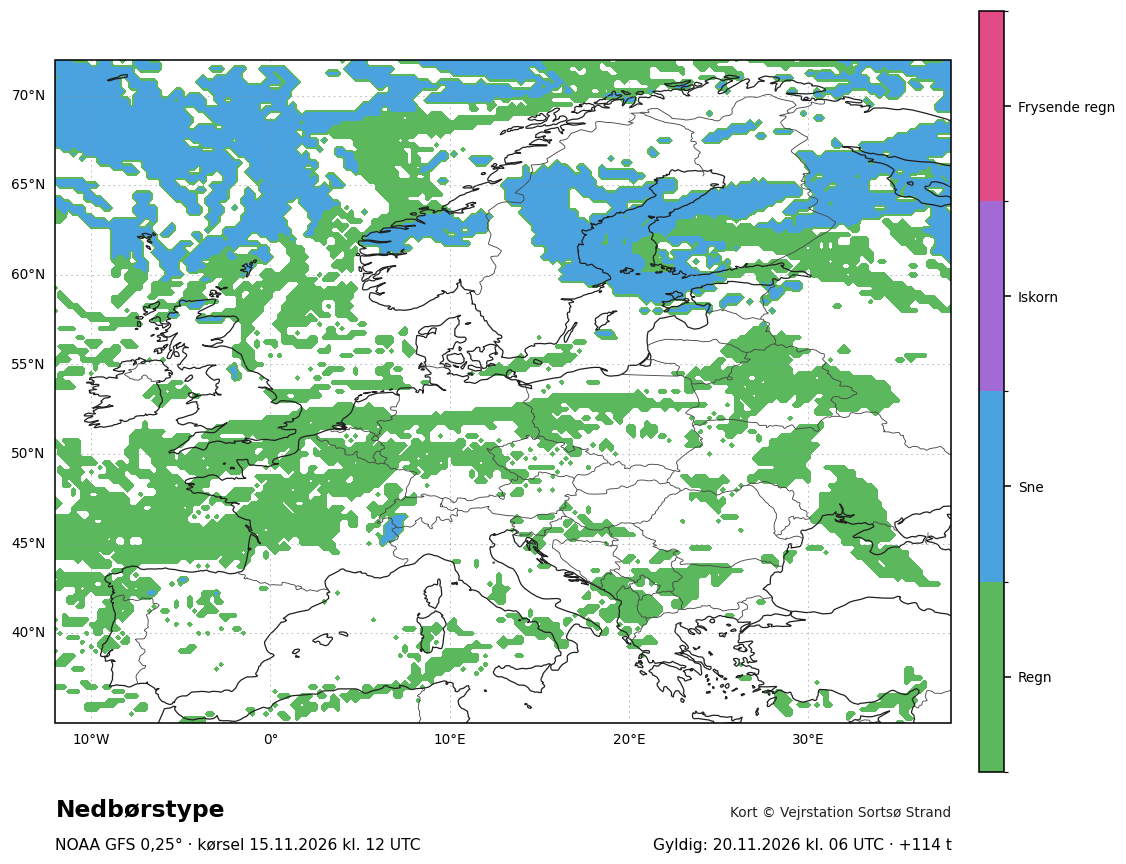 Frysende regn
Iskorn
Sne
Regn
70°N
65°N
60°N
55°N
50°N
45°N
40°N
10°W
0°
10°E
20°E
30°E
Nedbørstype
Kort © Vejrstation Sortsø Strand
NOAA GFS 0,25° · kørsel 15.11.2026 kl. 12 UTC
Gyldig: 20.11.2026 kl. 06 UTC · +114 t